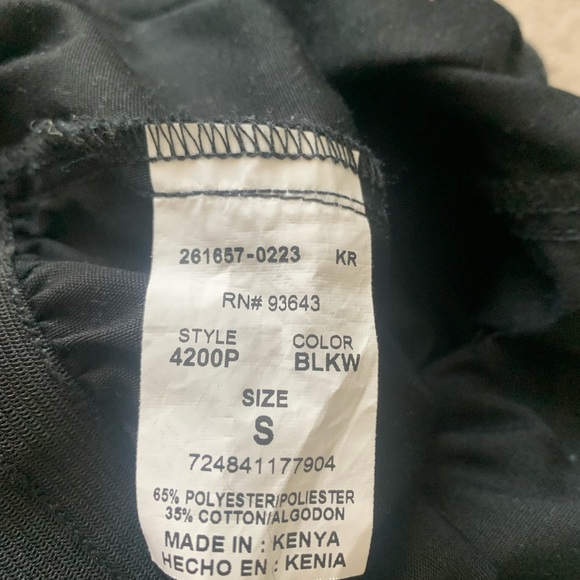 261657-0223 KR
RN# 93643
STYLE COLOR
4200P BLKW
SIZE
S
724841177904
65% POLYESTER/POLIESTER
35% COTTON/ALGODON
MADE IN : KENYA
HECHO EN : KENIA